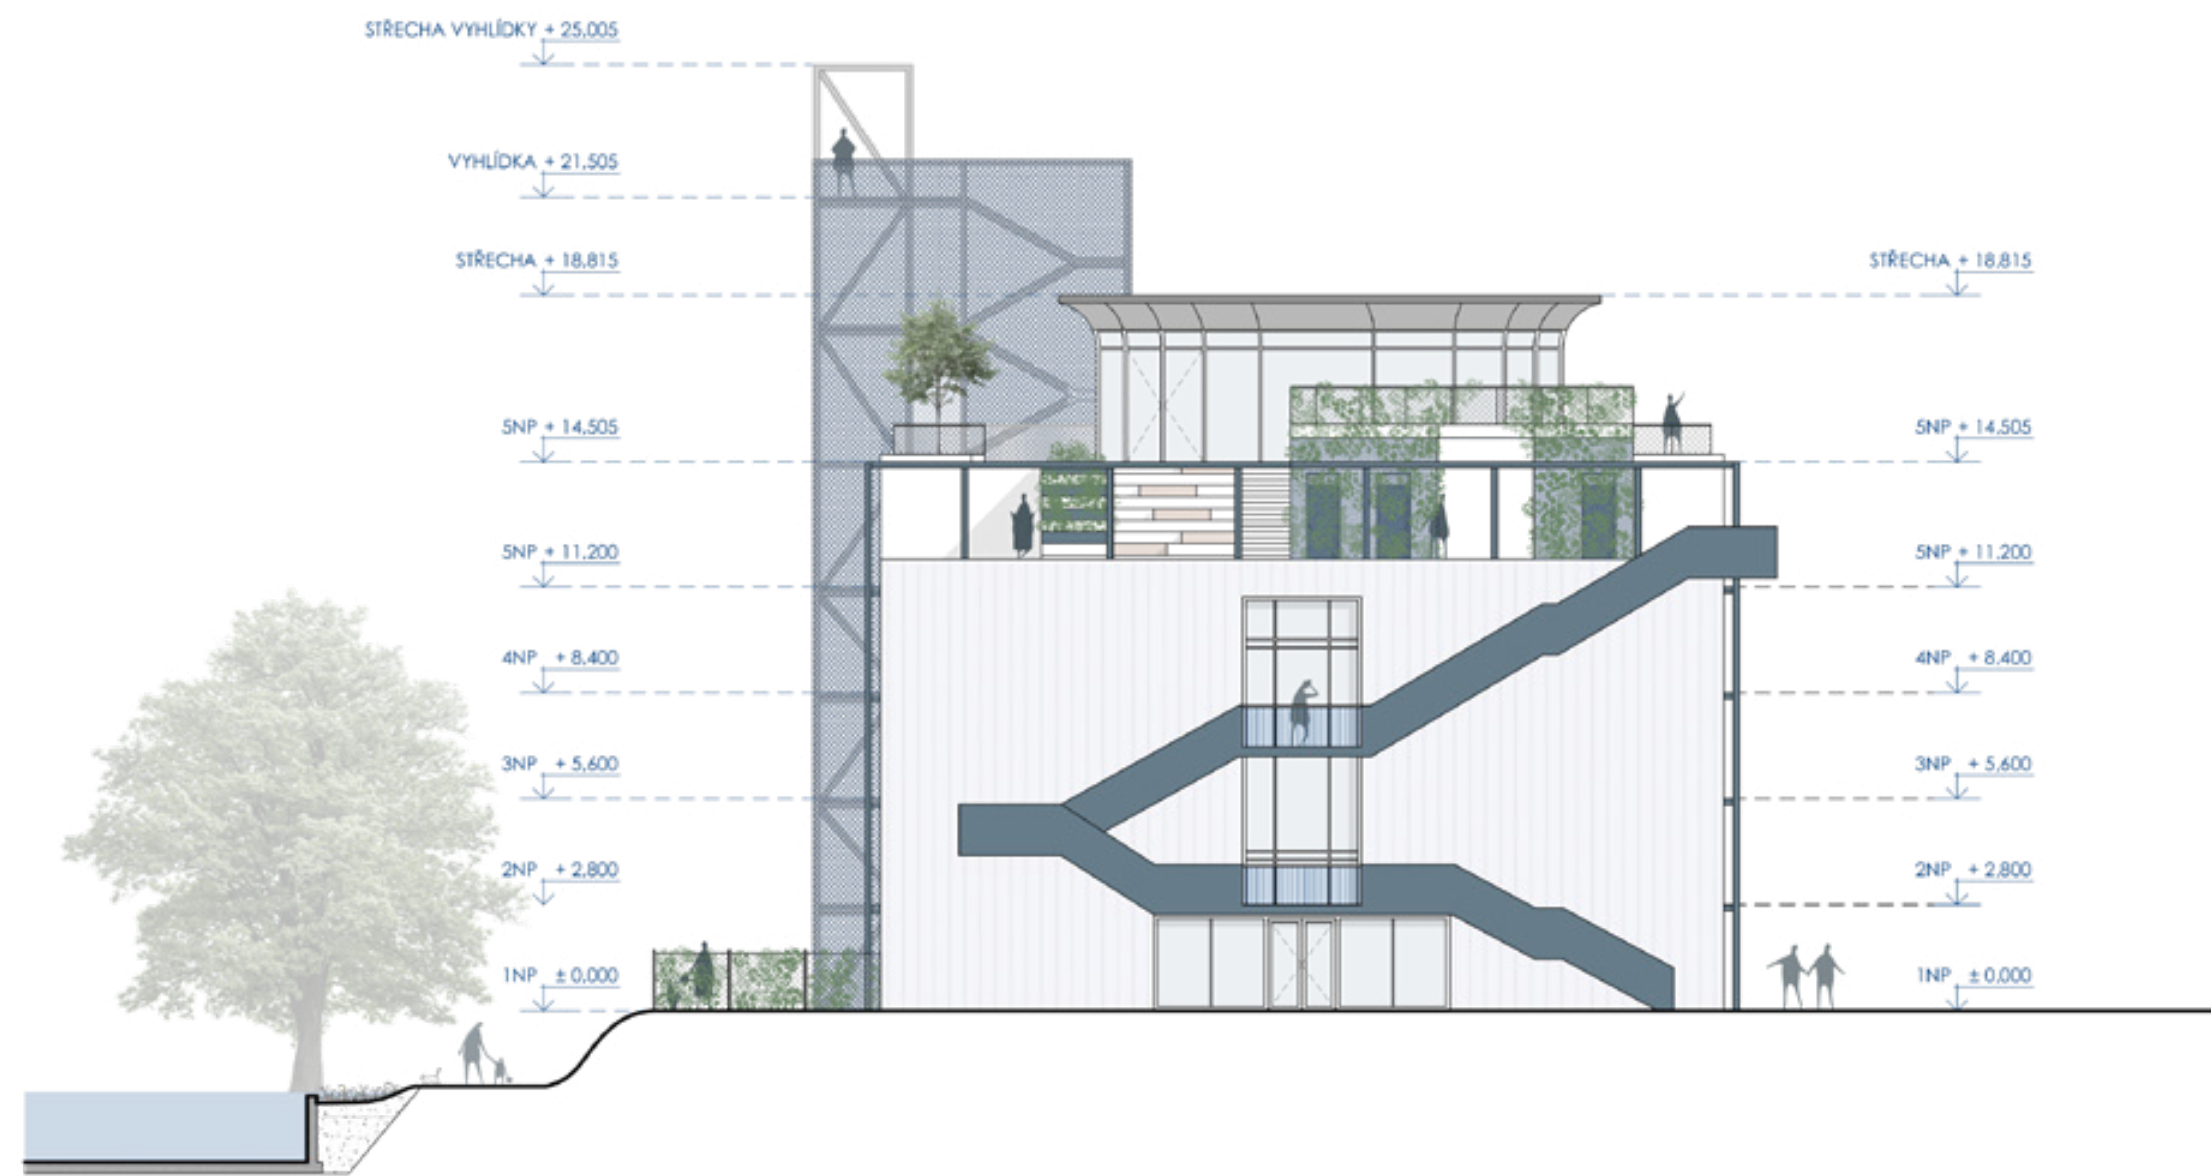 STŘECHA VYHLÍDKY + 25,005
VYHLÍDKA + 21,505
STŘECHA + 18,815
5NP + 14,505
5NP + 11,200
4NP + 8,400
3NP + 5,600
2NP + 2,800
1NP ± 0,000
STŘECHA + 18,815
5NP + 14,505
5NP + 11,200
4NP + 8,400
3NP + 5,600
2NP + 2,800
1NP ± 0,000